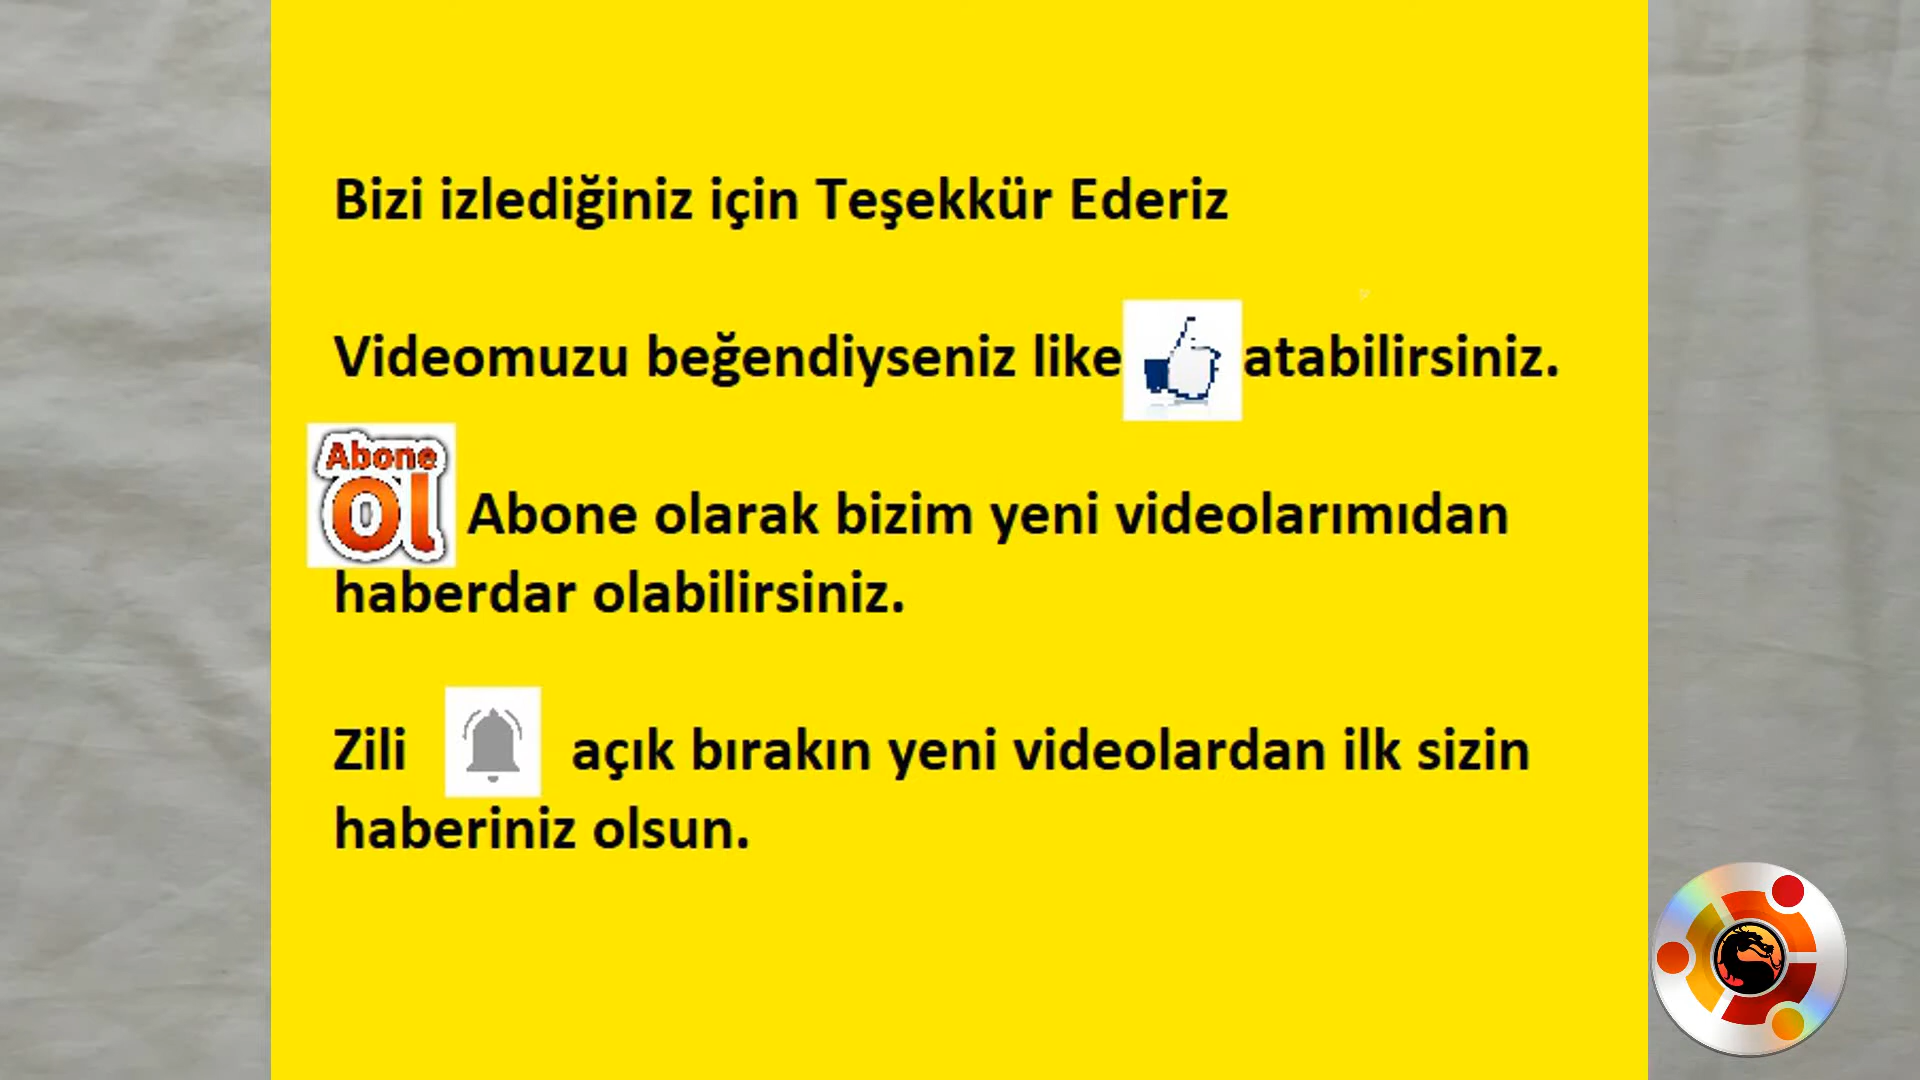 Bizi izlediğiniz için Teşekkür Ederiz
Videomuzu beğendiyseniz like atabilirsiniz.
Abone
ol
Abone olarak bizim yeni videolarımıdan
haberdar olabilirsiniz.
Zili açık bırakın yeni videolardan ilk sizin
haberiniz olsun.